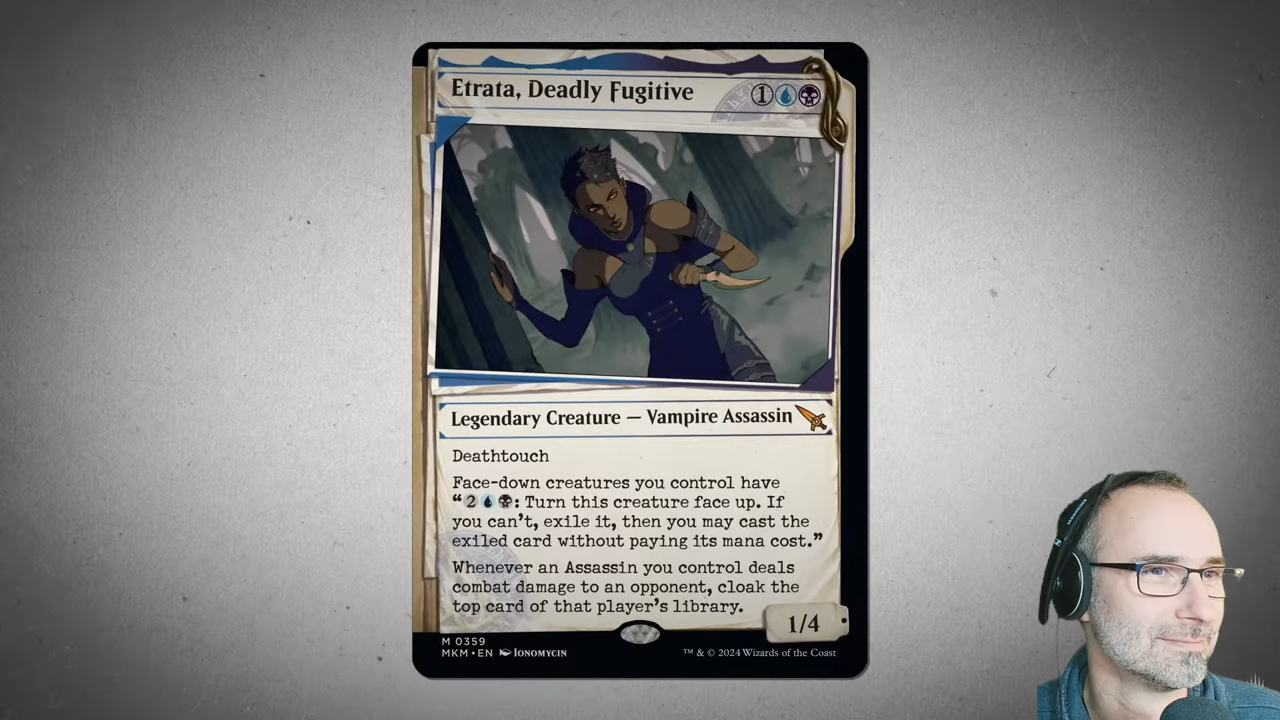 Etrata, Deadly Fugitive 1
Legendary Creature — Vampire Assassin
Deathtouch
Face-down creatures you control have
“2: Turn this creature face up. If
you can’t, exile it, then you may cast the
exiled card without paying its mana cost.”
Whenever an Assassin you control deals
combat damage to an opponent, cloak the
top card of that player’s library.
1/4
M 0359
MKM • EN IONOMYCIN
™ & © 2024 Wizards of the Coast